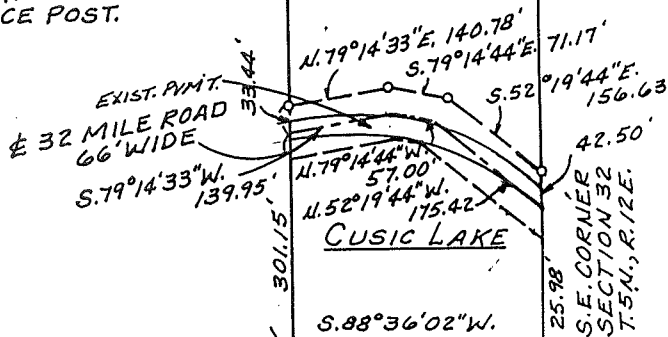 CE POST.
N.79°14'33"E. 140.78'
S.79°14'44"E. 71.17'
S.52°19'44"E.
156.63
33.44'
EXIST. PVM'T.
℄ 32 MILE ROAD
66' WIDE
S.79°14'33"W.
139.95'
N.79°14'44"W.
57.00'
N.52°19'44"W.
175.42
42.50'
CUSIC LAKE
301.15'
S.88°36'02"W.
25.98'
S.E. CORNER
SECTION 32
T.5N., R.12E.